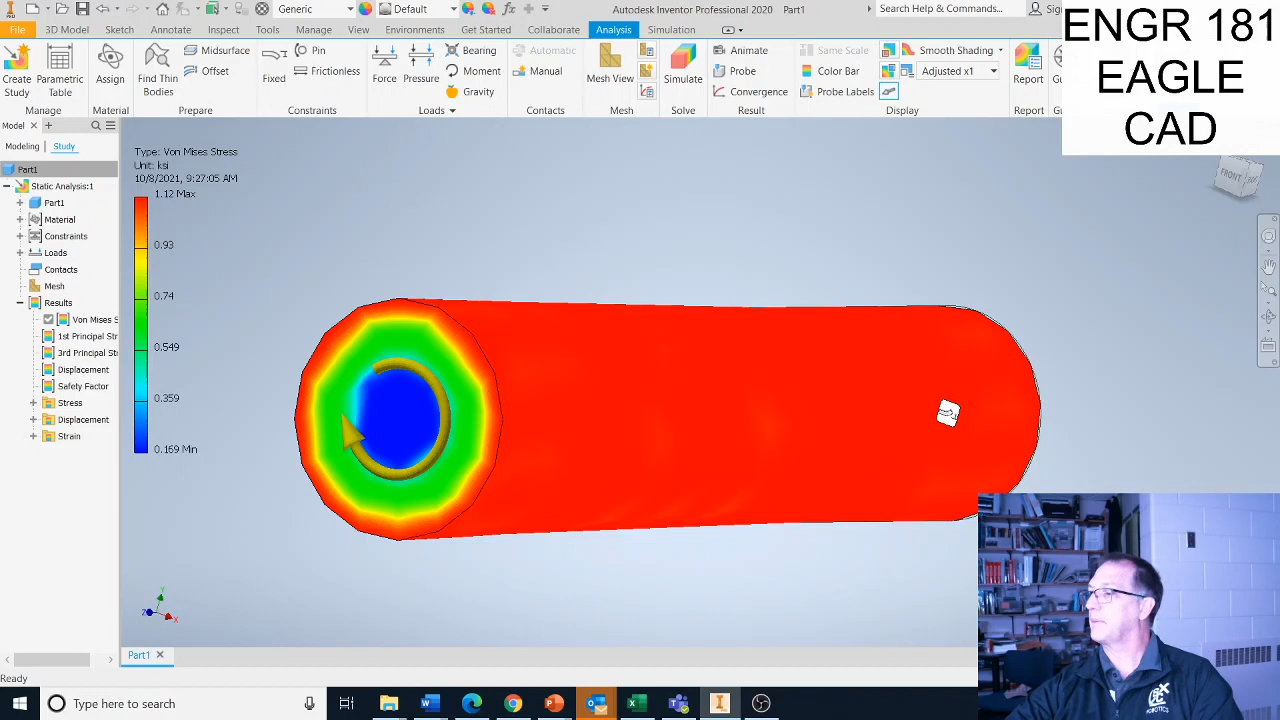 Generic
Default
Autodesk Inventor Professional 2020 Part1
Search Help & Commands...
File
3D Model
Sketch
Annotate
Inspect
Tools
Manage
View
Environments
Get Started
Collaborate
Analysis
Simulation
Create
Study
Parametric
Table
Manage
Assign
Material
Find Thin
Bodies
Midsurface
Offset
Prepare
Fixed
Pin
Frictionless
Constraints
Force
Pressure
Bearing
Moment
Gravity
Loads
Automatic
Manual
Contacts
Mesh View
Mesh
Simulate
Solve
Animate
Probe
Convergence
Result
Same Scale
Color Bar
Probe Labels
Smooth Shading
Adjusted x1
Display
Report
Report
ENGR 181
EAGLE
CAD
Model
Modeling
Study
Part1
Static Analysis:1
Part1
Material
Constraints
Loads
Contacts
Mesh
Results
Von Mises S
1st Principal Str
3rd Principal Str
Displacement
Safety Factor
Stress
Displacement
Strain
Type: Von Mises Stress
Unit: ksi
10/8/2021, 9:27:05 AM
1.12 Max
0.93
0.74
0.549
0.359
0.169 Min
FRONT
Y
Z
X
Part1
Ready
Type here to search
ROBOTICS